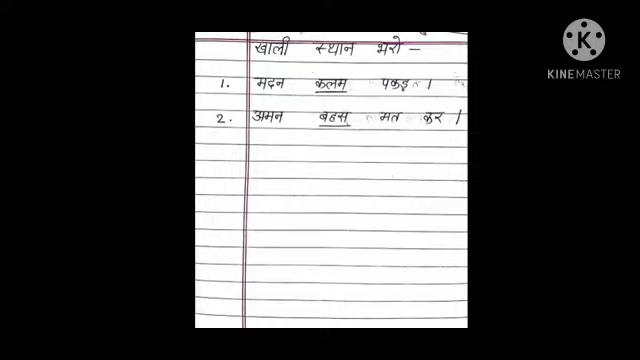 खाली स्थान भरो -
1. मदन कलम पकड़ ।
2. अमन बहस मत कर ।
KINEMASTER